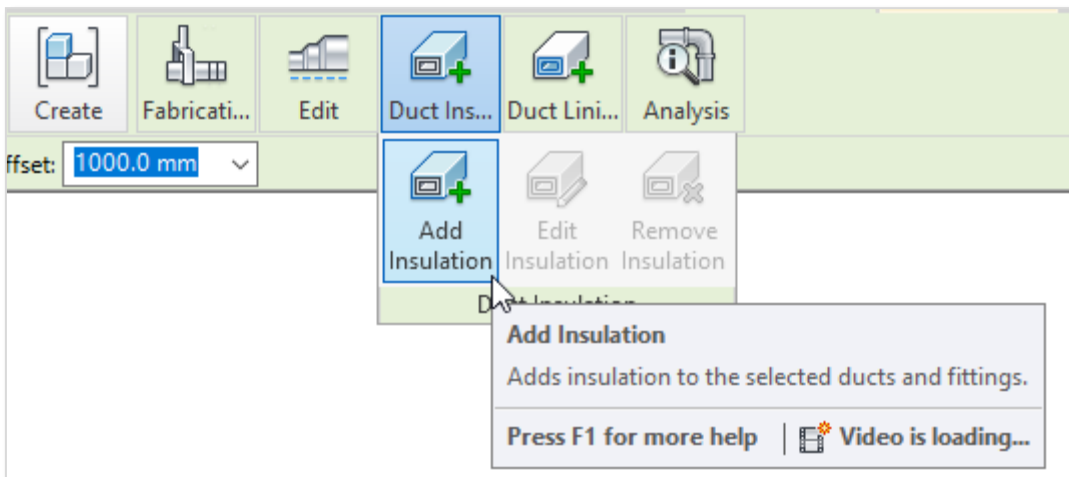 Create
Fabricati...
Edit
Duct Ins...
Duct Lini...
Analysis
ffset: 1000.0 mm
Add
Insulation
Edit
Insulation
Remove
Insulation
Add Insulation
Adds insulation to the selected ducts and fittings.
Press F1 for more help
Video is loading...